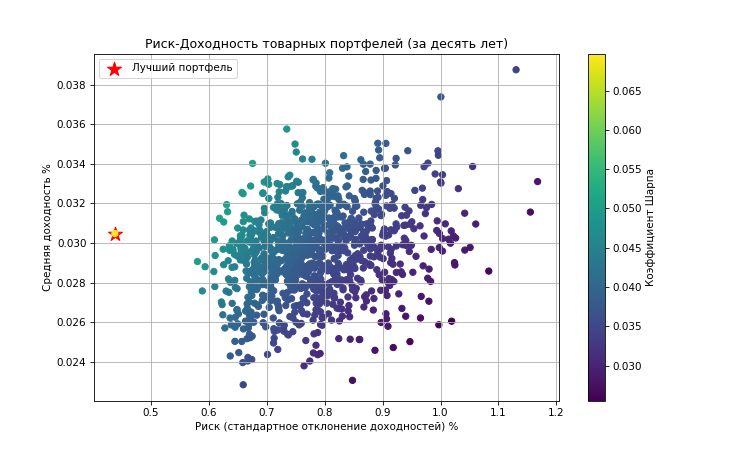 Риск-Доходность товарных портфелей (за десять лет)
Лучший портфель
Средняя доходность %
0.038
0.036
0.034
0.032
0.030
0.028
0.026
0.024
0.5 0.6 0.7 0.8 0.9 1.0 1.1 1.2
Риск (стандартное отклонение доходностей) %
0.065
0.060
0.055
0.050
0.045
0.040
0.035
0.030
Коэффициент Шарпа